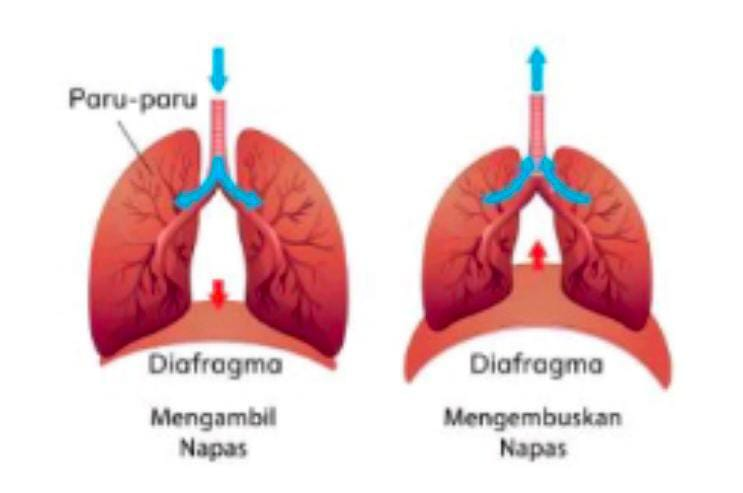 Paru-paru
Diafragma
Mengambil
Napas
Diafragma
Mengembuskan
Napas